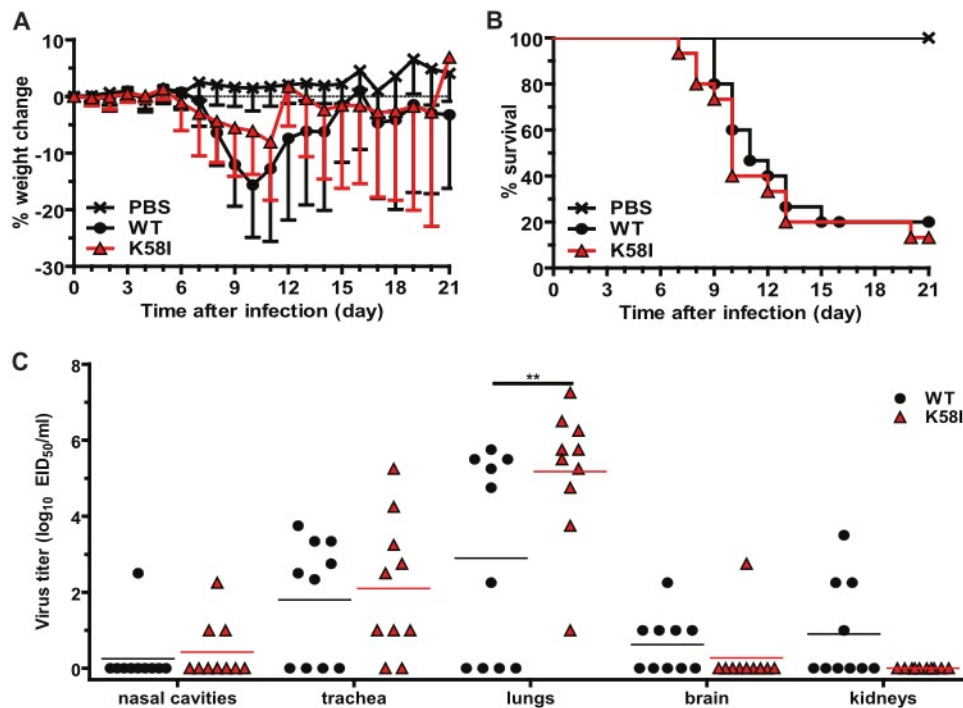 A
% weight change
10
0
-10
-20
-30
PBS
WT
K58I
0 3 6 9 12 15 18 21
Time after infection (day)
B
% survival
100
80
60
40
20
0
PBS
WT
K58I
0 3 6 9 12 15 18 21
Time after infection (day)
C
Virus titer (log10 EID50/ml)
8
6
4
2
0
**
WT
K58I
nasal cavities trachea lungs brain kidneys